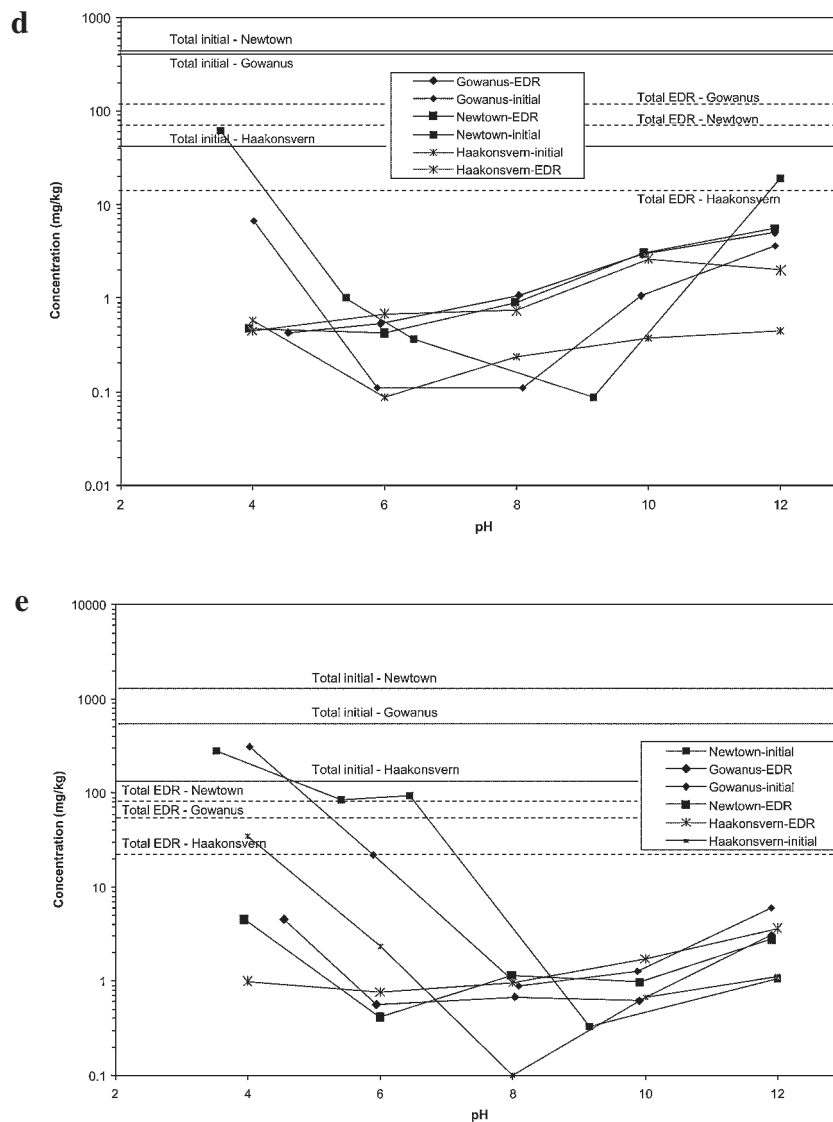 d
1000
Total initial - Newtown
Total initial - Gowanus
100
Total EDR - Gowanus
Total EDR - Newtown
Total initial - Haakonsvern
Gowanus-EDR
Gowanus-initial
Newtown-EDR
Newtown-initial
Haakonsvern-initial
Haakonsvern-EDR
Total EDR - Haakonsvern
10
1
0.1
0.01
Concentration (mg/kg)
2
4
6
8
10
12
pH
e
10000
Total initial - Newtown
1000
Total initial - Gowanus
Total initial - Haakonsvern
Total EDR - Newtown
100
Total EDR - Gowanus
Total EDR - Haakonsvern
Newtown-initial
Gowanus-EDR
Gowanus-initial
Newtown-EDR
Haakonsvern-EDR
Haakonsvern-initial
10
1
0.1
Concentration (mg/kg)
2
4
6
8
10
12
pH